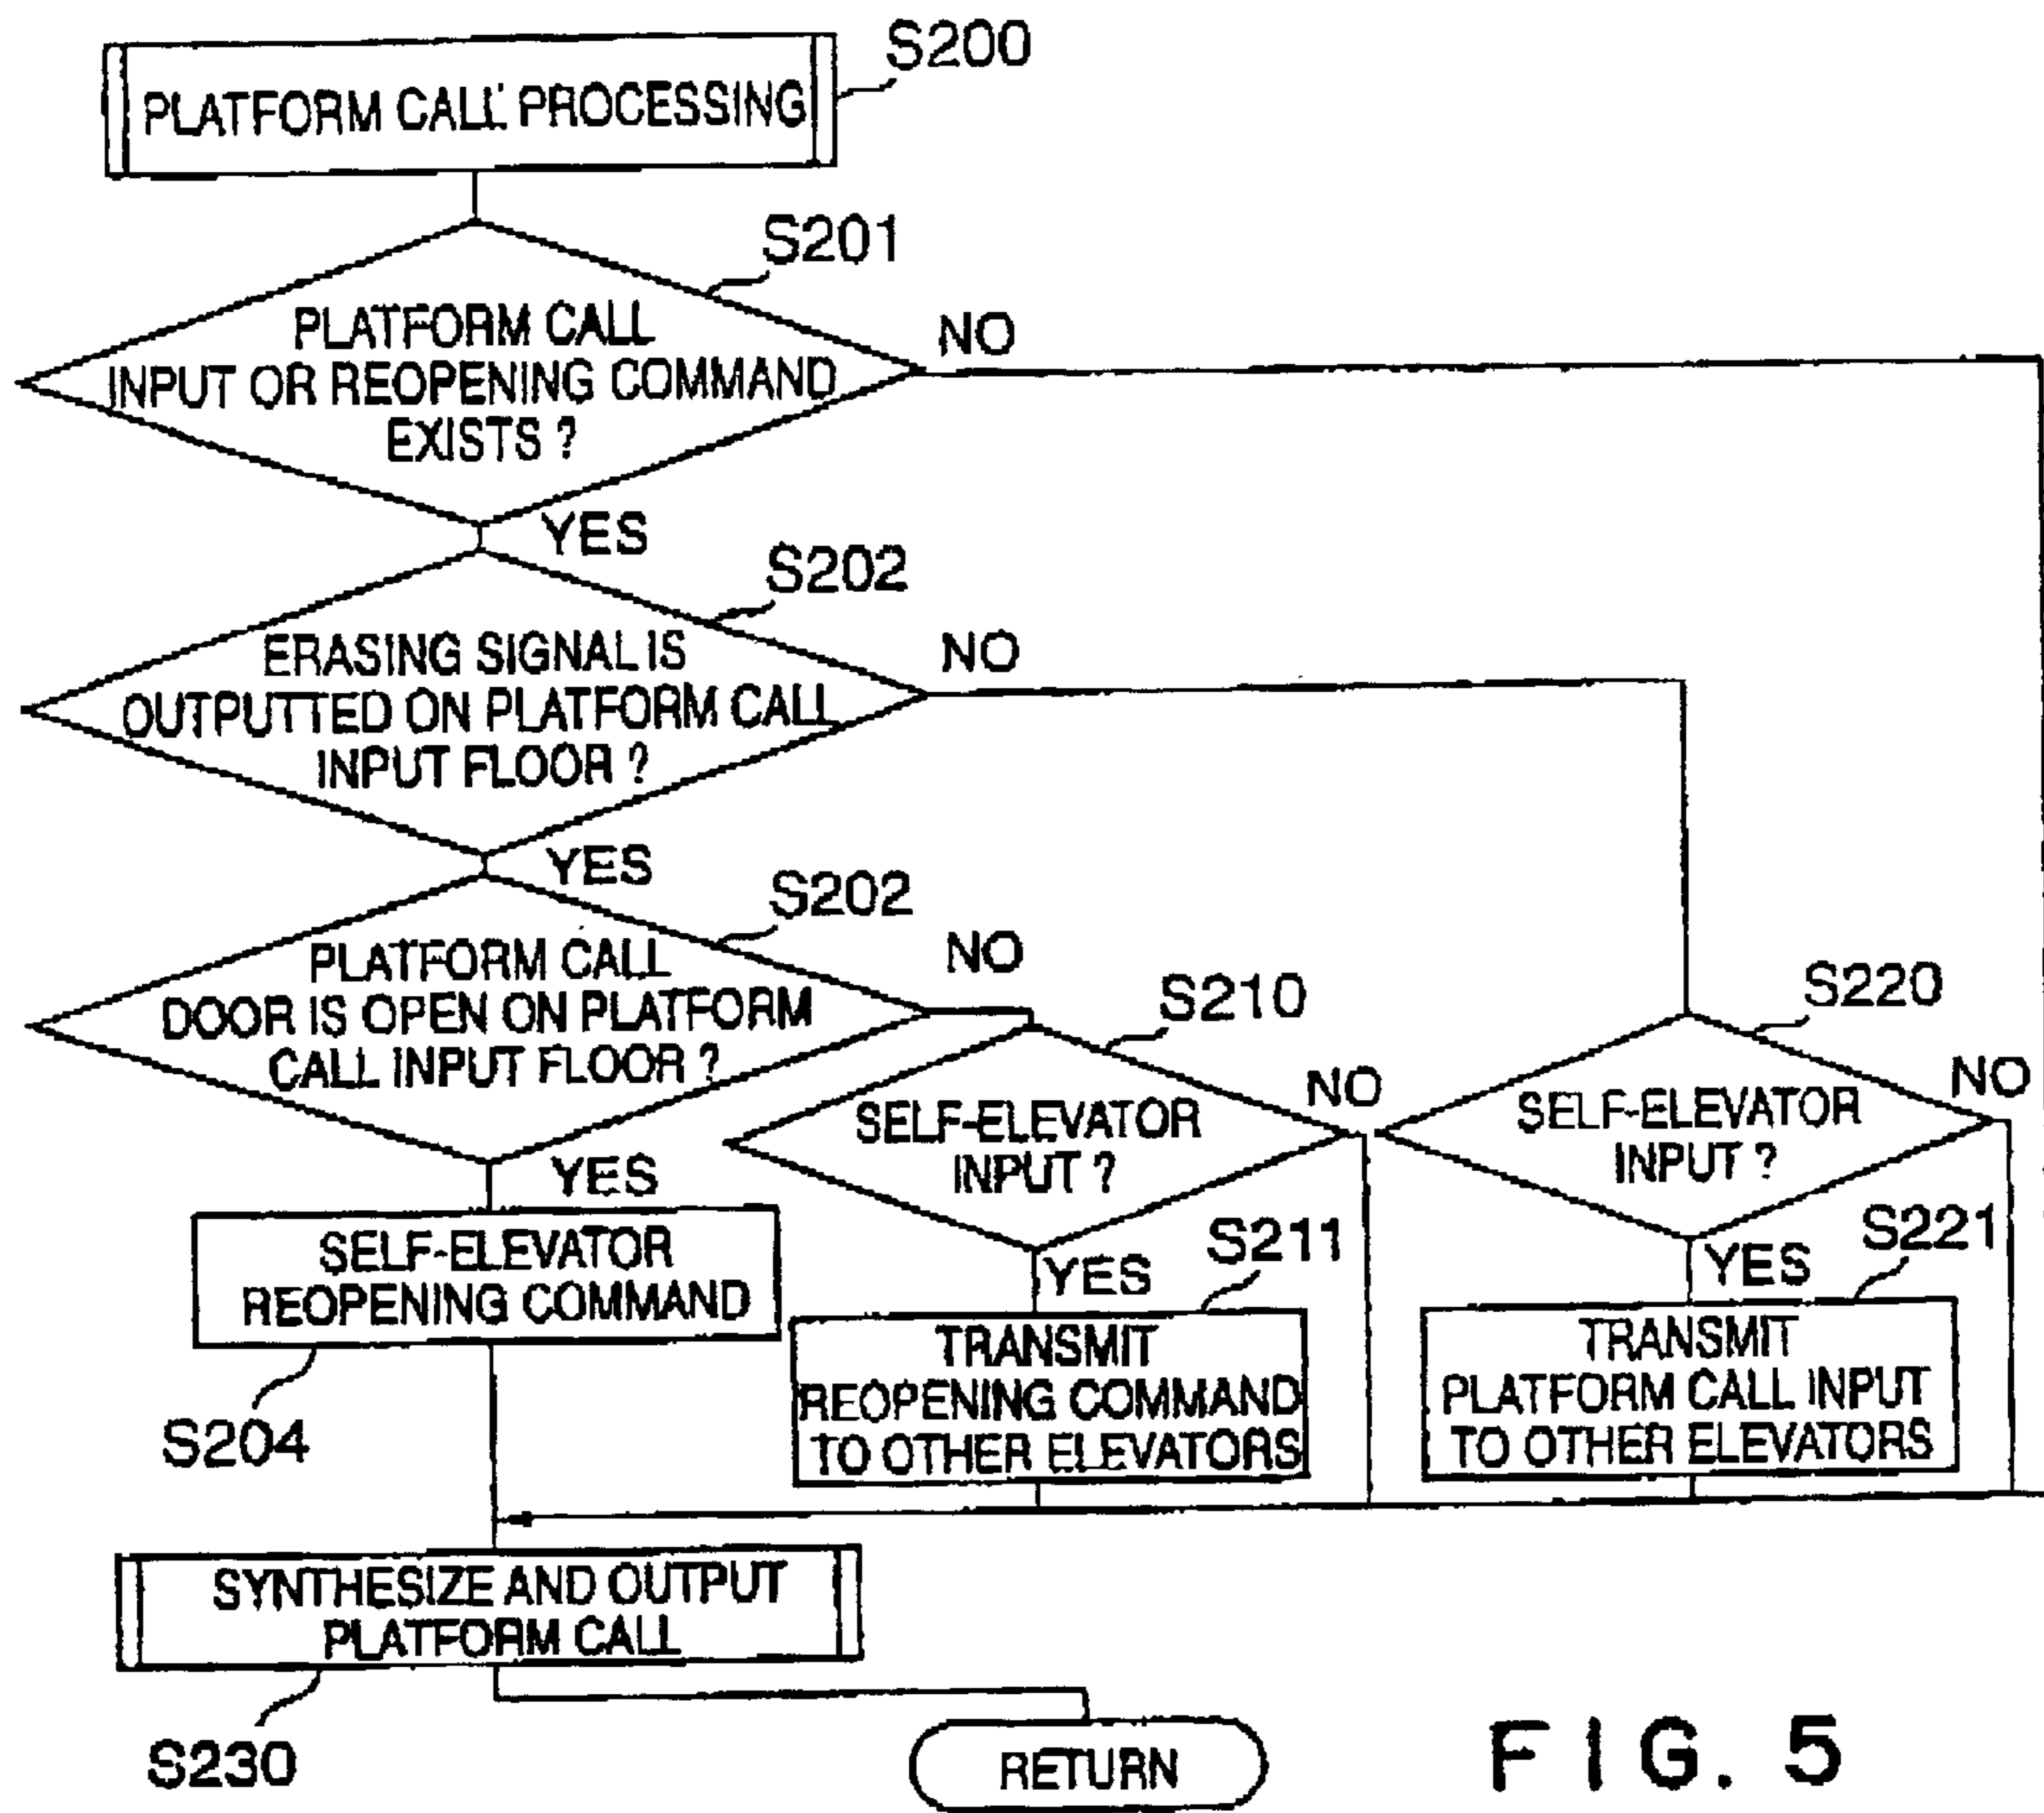 S200
PLATFORM CALL PROCESSING
S201
PLATFORM CALL
INPUT OR REOPENING COMMAND
EXISTS ?
NO
YES
S202
ERASING SIGNAL IS
OUTPUTTED ON PLATFORM CALL
INPUT FLOOR ?
NO
YES
S202
PLATFORM CALL
DOOR IS OPEN ON PLATFORM
CALL INPUT FLOOR ?
NO
YES
S210
SELF-ELEVATOR
INPUT ?
NO
YES
S220
SELF-ELEVATOR
INPUT ?
NO
YES
SELF-ELEVATOR
REOPENING COMMAND
S204
S211
TRANSMIT
REOPENING COMMAND
TO OTHER ELEVATORS
S221
TRANSMIT
PLATFORM CALL INPUT
TO OTHER ELEVATORS
SYNTHESIZE AND OUTPUT
PLATFORM CALL
S230
RETURN
FIG. 5